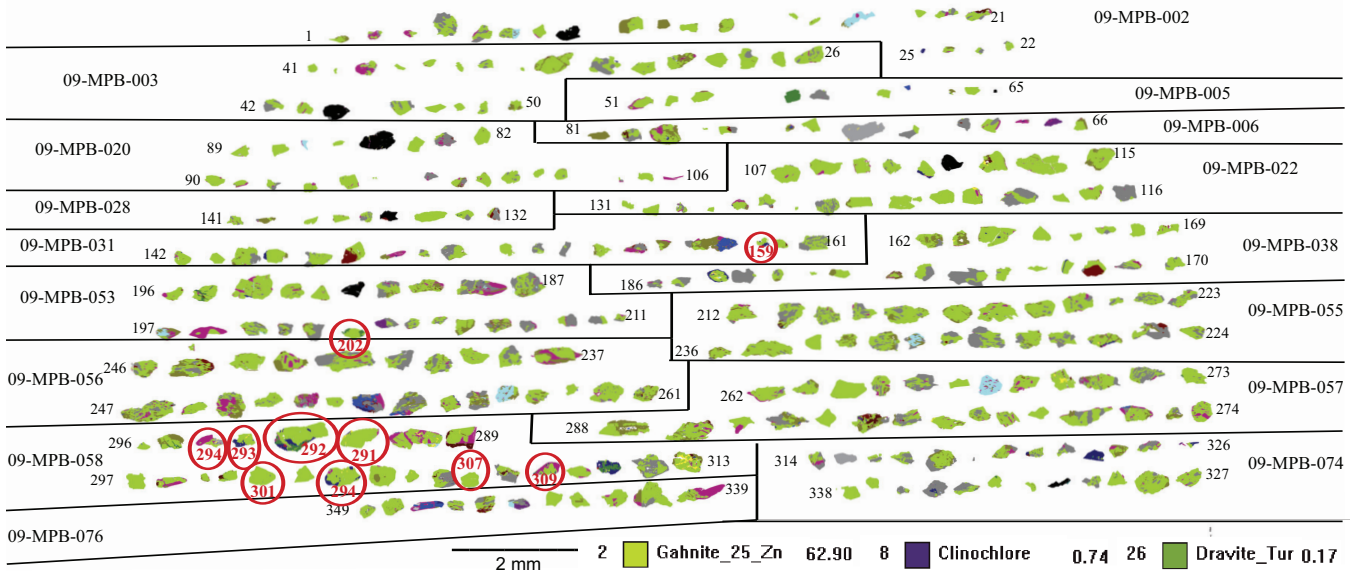 1 21 09-MPB-002
41 26 25 22
09-MPB-003
42 50 51 65 09-MPB-005
89 82 81 66 09-MPB-006
09-MPB-020
90 106 107 115 09-MPB-022
09-MPB-028 141 132 131 116
09-MPB-031 142 159 161 162 169 09-MPB-038
186 170
09-MPB-053 196 187 212 223 09-MPB-055
197 202 211 236 224
09-MPB-056 246 237 262 273 09-MPB-057
247 261 288 274
09-MPB-058 296 294 293 292 291 289 314 326 09-MPB-074
297 301 294 307 309 313 338 327
349 339
09-MPB-076
2 mm
2 Gahnite_25_Zn 62.90 8 Clinochlore 0.74 26 Dravite_Tur 0.17